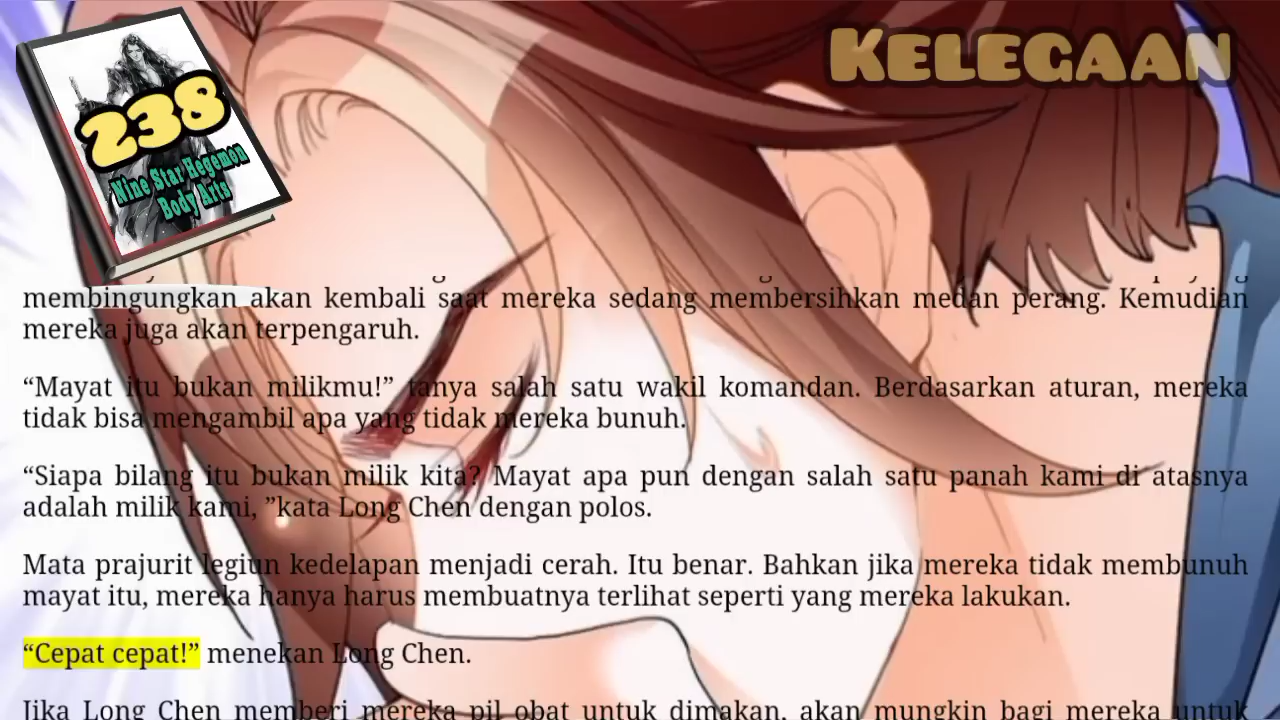 KELEGAAN
238
Nine Star Hegemon
Body Arts
membingungkan akan kembali saat mereka sedang membersihkan medan perang. Kemudian
mereka juga akan terpengaruh.
“Mayat itu bukan milikmu!” tanya salah satu wakil komandan. Berdasarkan aturan, mereka
tidak bisa mengambil apa yang tidak mereka bunuh.
“Siapa bilang itu bukan milik kita? Mayat apa pun dengan salah satu panah kami di atasnya
adalah milik kami, ”kata Long Chen dengan polos.
Mata prajurit legiun kedelapan menjadi cerah. Itu benar. Bahkan jika mereka tidak membunuh
mayat itu, mereka hanya harus membuatnya terlihat seperti yang mereka lakukan.
“Cepat cepat!” menekan Long Chen.
Jika Long Chen memberi mereka pil obat untuk dimakan, akan mungkin bagi mereka untuk